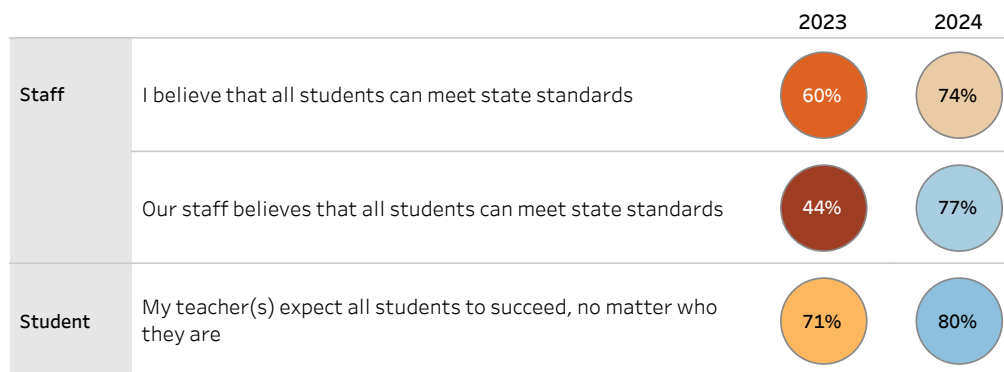 2023 2024
Staff I believe that all students can meet state standards 60% 74%
Our staff believes that all students can meet state standards 44% 77%
My teacher(s) expect all students to succeed, no matter who
Student 71% 80%
they are